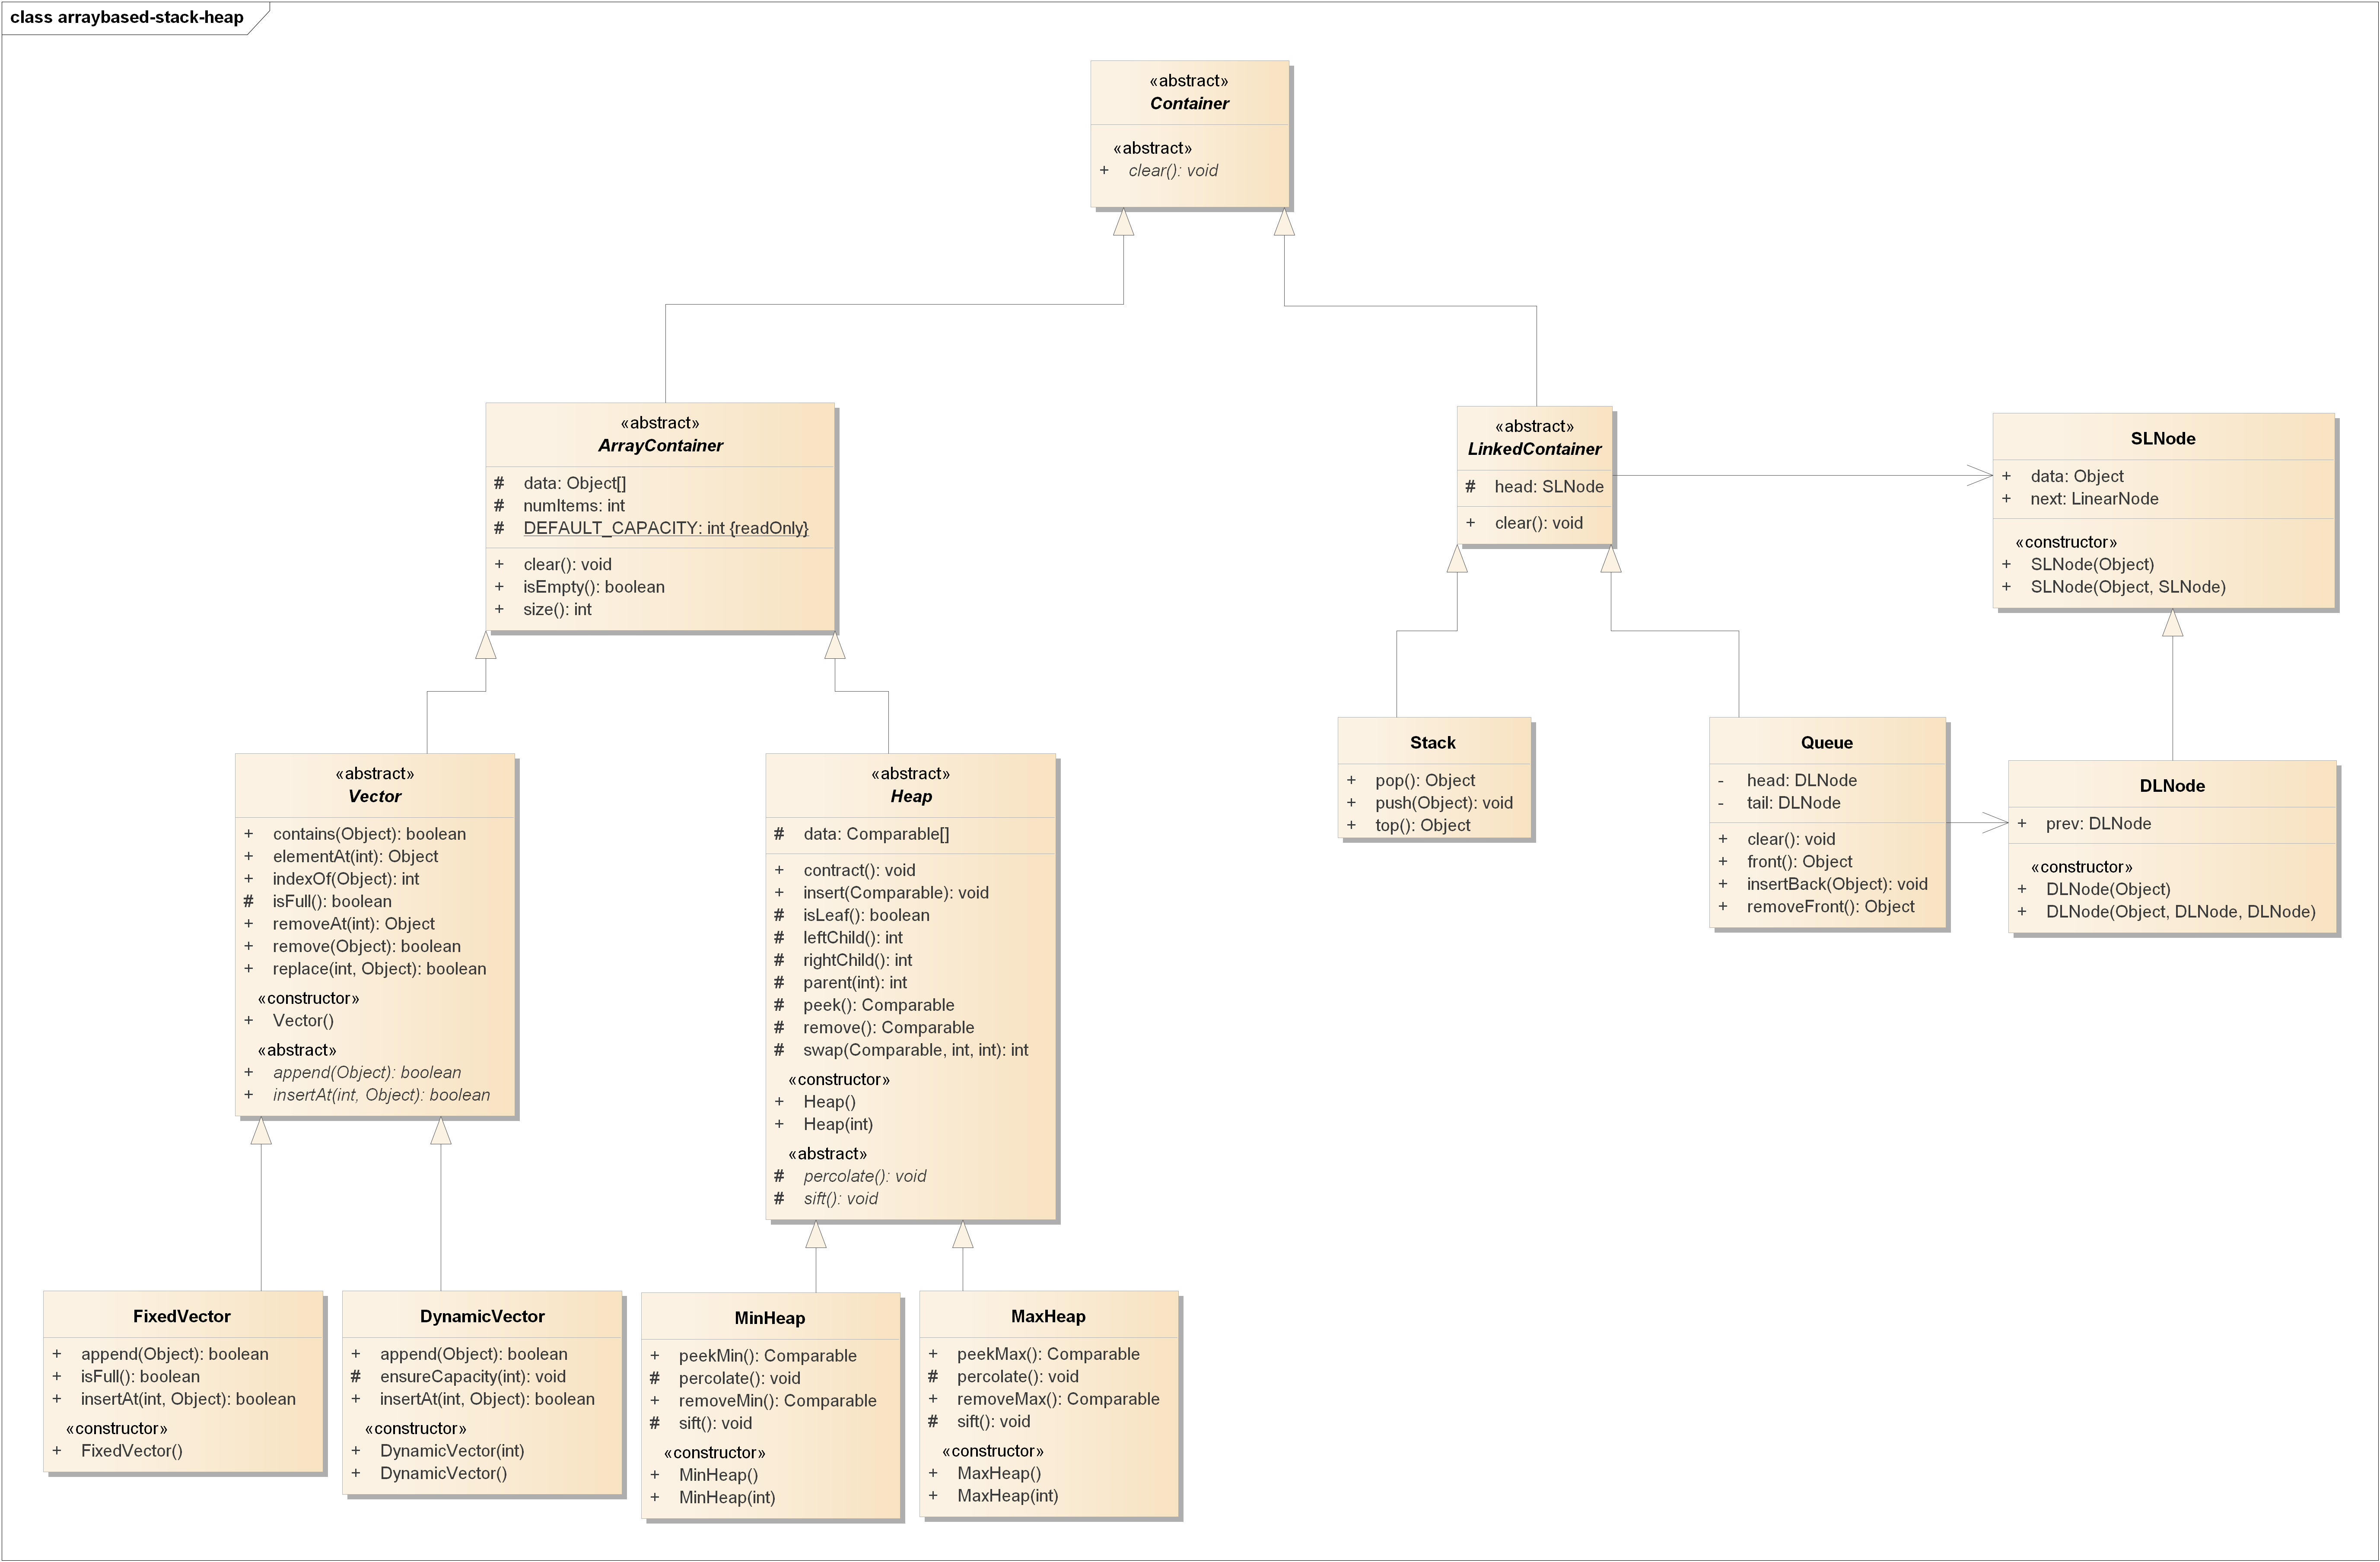 class arraybased-stack-heap
«abstract»
Container
«abstract»
+ clear(): void
«abstract»
ArrayContainer
# data: Object[]
# numItems: int
# DEFAULT_CAPACITY: int {readOnly}
+ clear(): void
+ isEmpty(): boolean
+ size(): int
«abstract»
LinkedContainer
# head: SLNode
+ clear(): void
SLNode
+ data: Object
+ next: LinearNode
«constructor»
+ SLNode(Object)
+ SLNode(Object, SLNode)
«abstract»
Vector
+ contains(Object): boolean
+ elementAt(int): Object
+ indexOf(Object): int
# isFull(): boolean
+ removeAt(int): Object
+ remove(Object): boolean
+ replace(int, Object): boolean
«constructor»
+ Vector()
«abstract»
+ append(Object): boolean
+ insertAt(int, Object): boolean
«abstract»
Heap
# data: Comparable[]
+ contract(): void
+ insert(Comparable): void
# isLeaf(): boolean
# leftChild(): int
# rightChild(): int
# parent(int): int
# peek(): Comparable
# remove(): Comparable
# swap(Comparable, int, int): int
«constructor»
+ Heap()
+ Heap(int)
«abstract»
# percolate(): void
# sift(): void
Stack
+ pop(): Object
+ push(Object): void
+ top(): Object
Queue
- head: DLNode
- tail: DLNode
+ clear(): void
+ front(): Object
+ insertBack(Object): void
+ removeFront(): Object
DLNode
+ prev: DLNode
«constructor»
+ DLNode(Object)
+ DLNode(Object, DLNode, DLNode)
FixedVector
+ append(Object): boolean
+ isFull(): boolean
+ insertAt(int, Object): boolean
«constructor»
+ FixedVector()
DynamicVector
+ append(Object): boolean
# ensureCapacity(int): void
+ insertAt(int, Object): boolean
«constructor»
+ DynamicVector(int)
+ DynamicVector()
MinHeap
+ peekMin(): Comparable
# percolate(): void
+ removeMin(): Comparable
# sift(): void
«constructor»
+ MinHeap()
+ MinHeap(int)
MaxHeap
+ peekMax(): Comparable
# percolate(): void
+ removeMax(): Comparable
# sift(): void
«constructor»
+ MaxHeap()
+ MaxHeap(int)